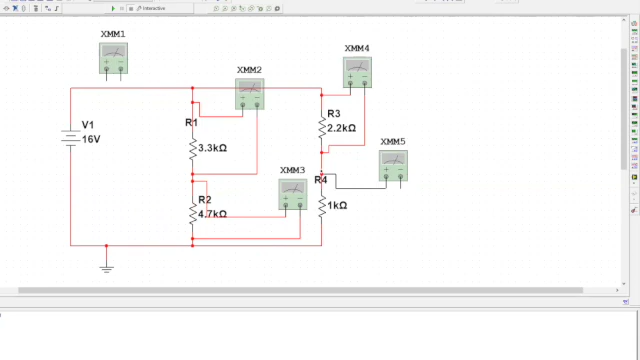 Interactive
XMM1
XMM4
XMM2
R3
2.2kΩ
R1
V1
16V
3.3kΩ
XMM5
XMM3
R4
R2
4.7kΩ
1kΩ